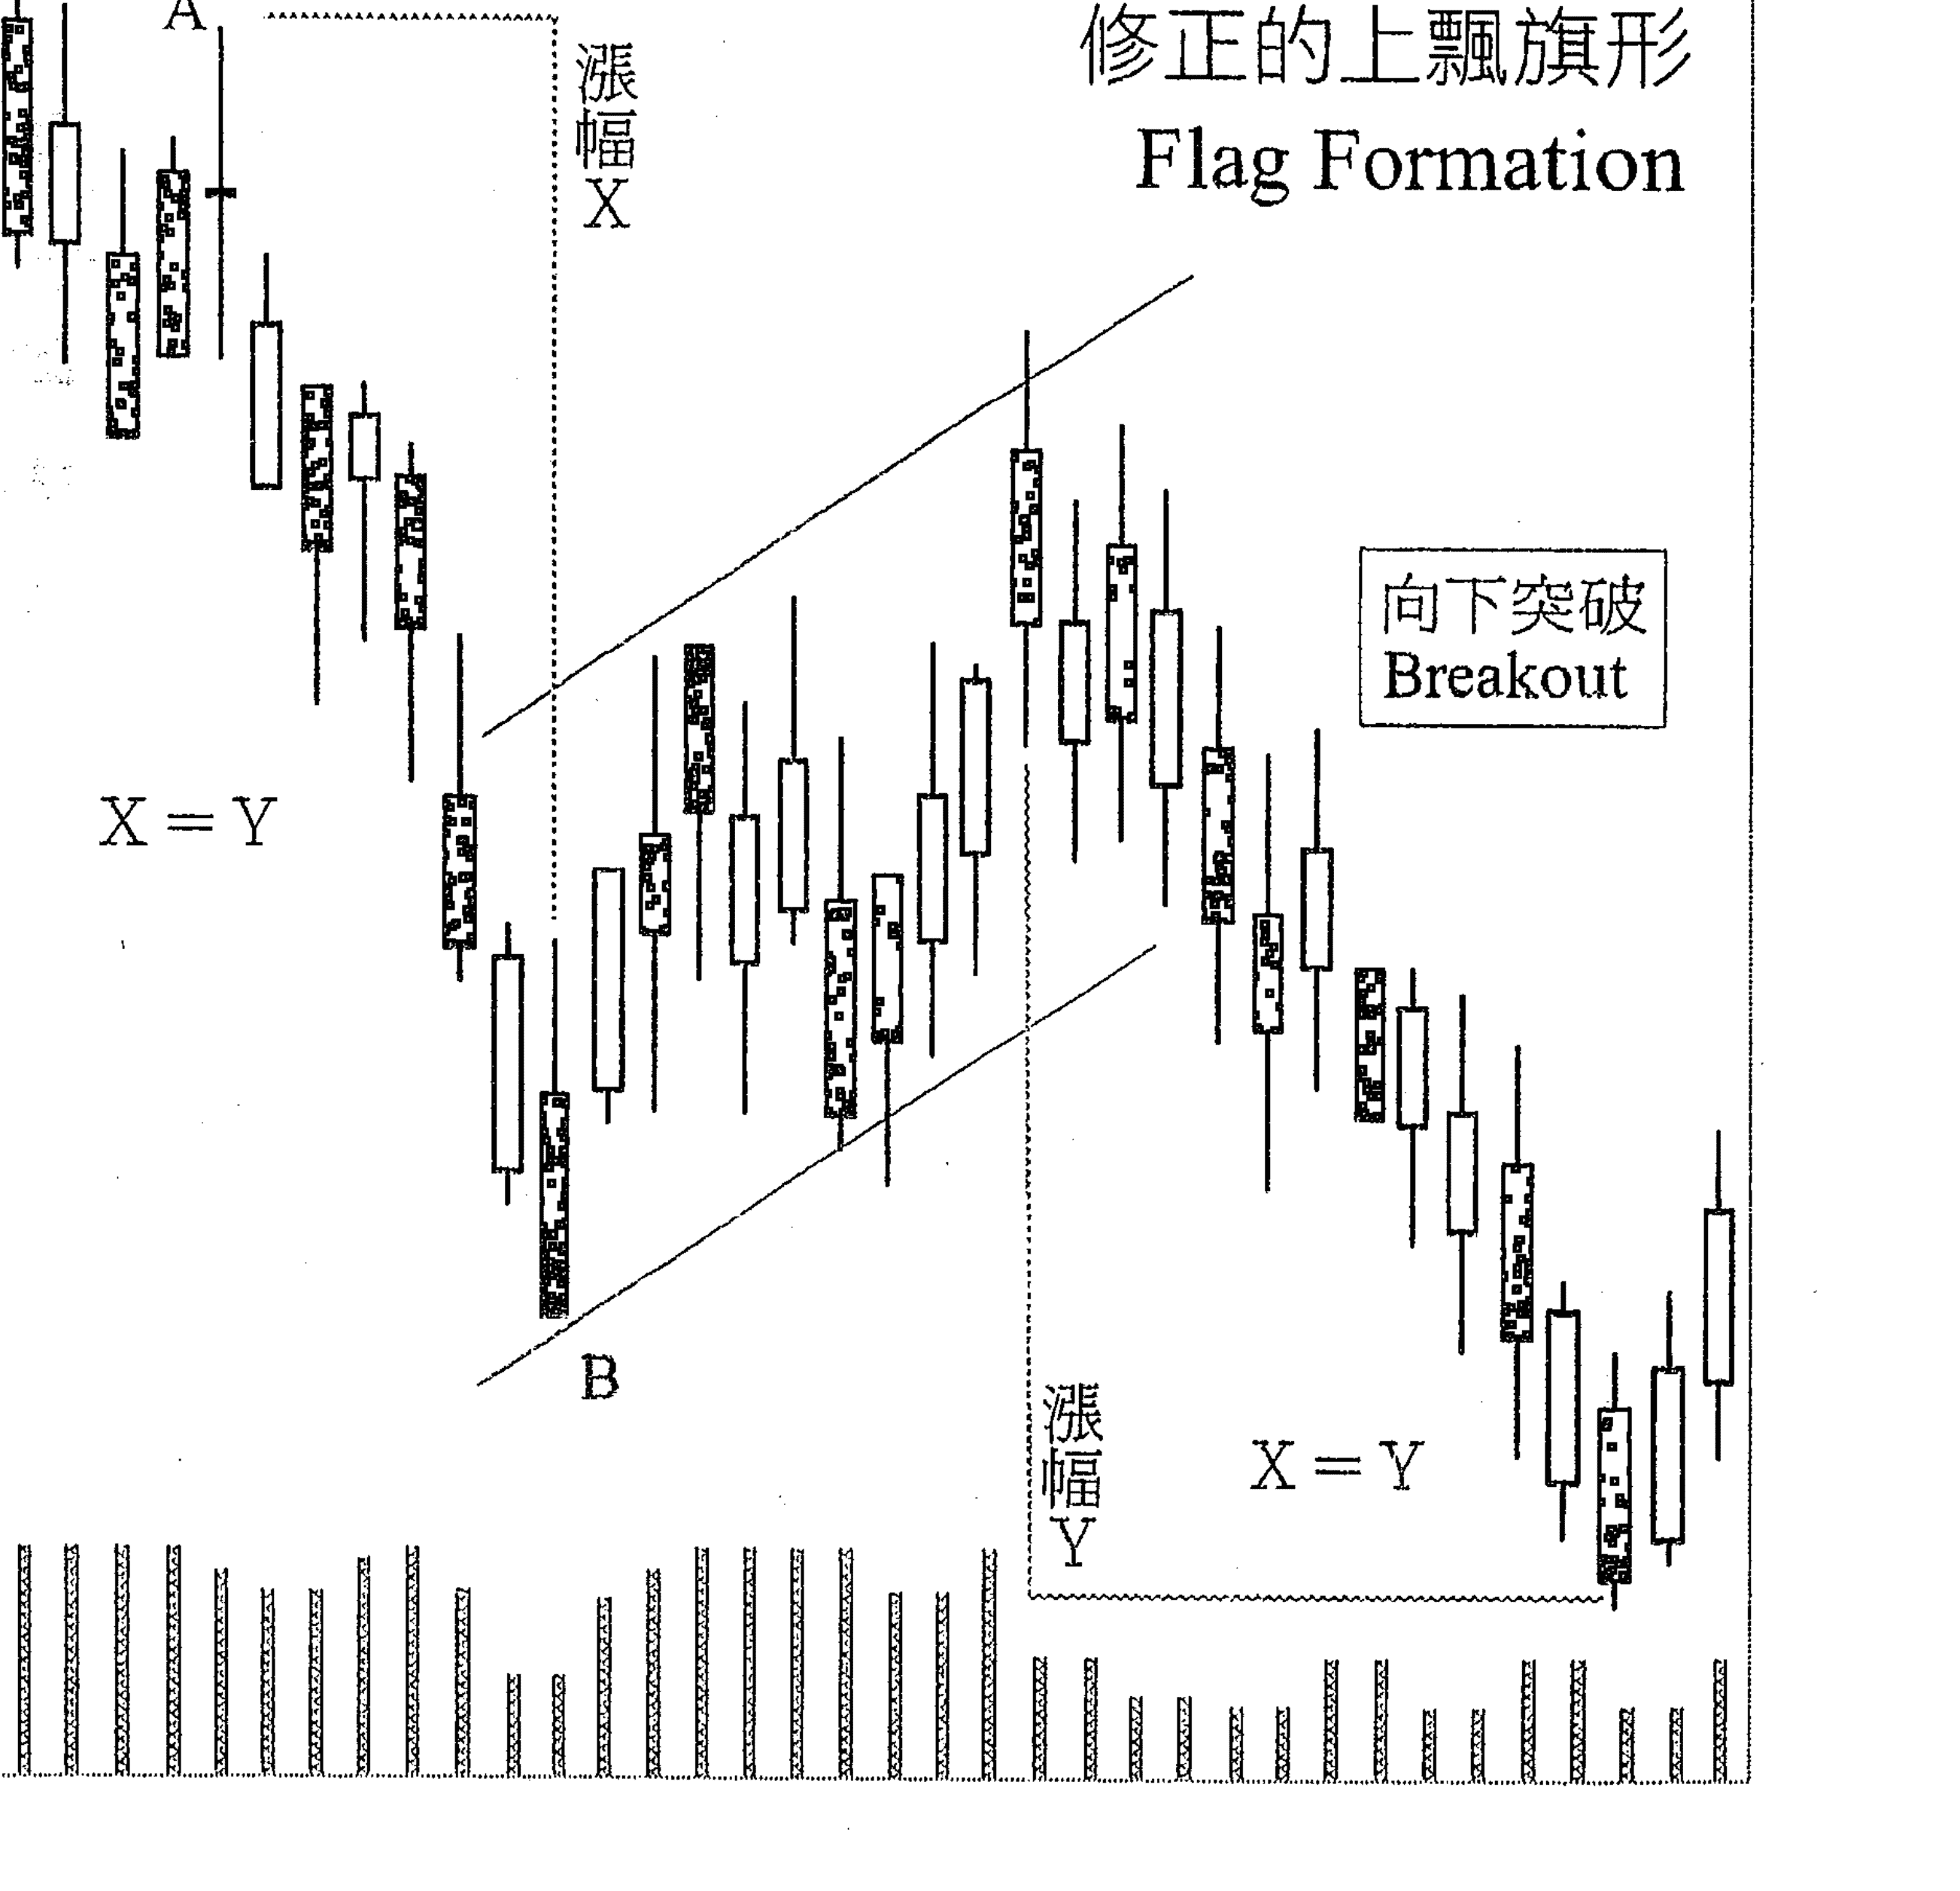 A
修正的上飄旗形
Flag Formation
漲
幅
X
向下突破
Breakout
X = Y
B
漲
幅
Y
X = Y